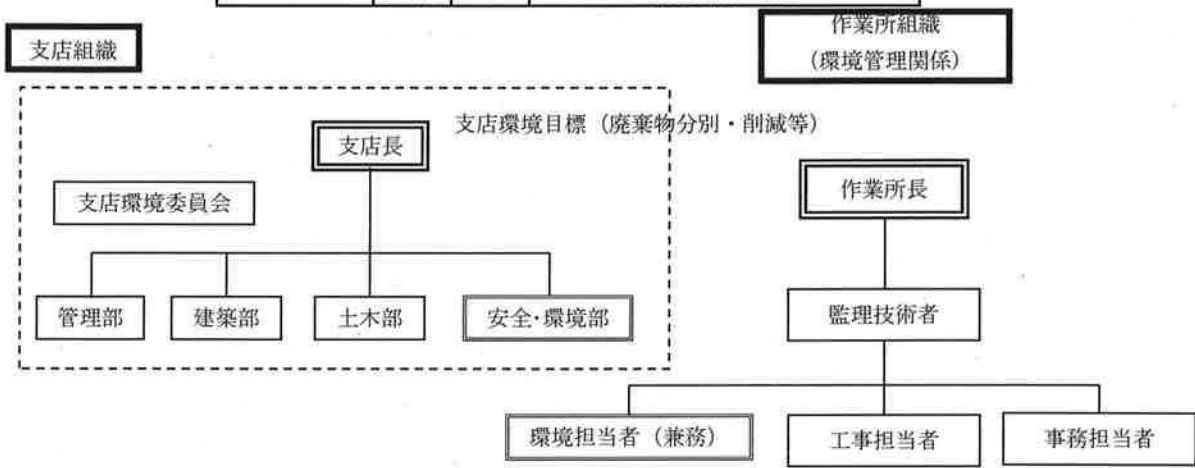 支店組織
作業所組織
(環境管理関係)
支店環境目標(廃棄物分別・削減等)
支店長
支店環境委員会
作業所長
管理部
建築部
土木部
安全・環境部
監理技術者
環境担当者(兼務)
工事担当者
事務担当者